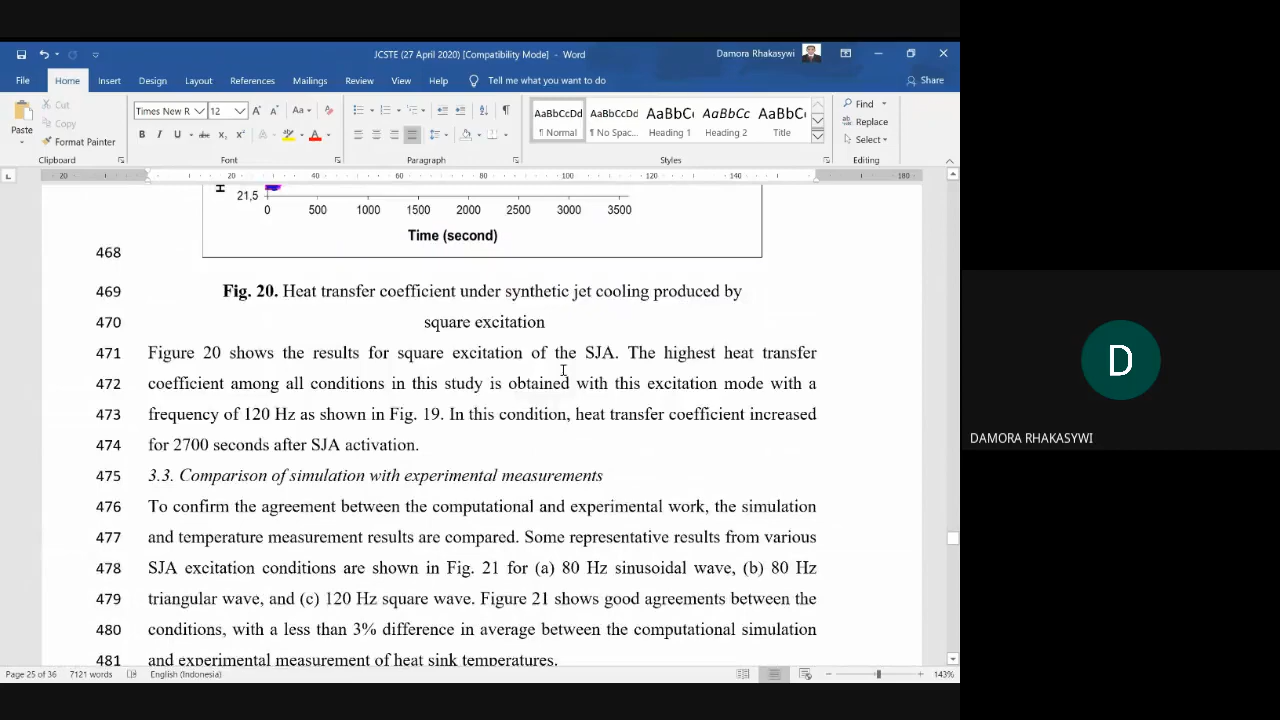 JCSTE (27 April 2020) [Compatibility Mode] - Word
Damora Rhakasywi
File Home Insert Design Layout References Mailings Review View Help Tell me what you want to do Share
Paste
Cut
Copy
Format Painter
Clipboard
Times New R 12
Font
Paragraph
AaBbCcDd AaBbCcDd AaBbC AaBbCc AaBbC
¶ Normal ¶ No Spac... Heading 1 Heading 2 Title
Styles
Find
Replace
Select
Editing
20 20 40 60 80 100 120 140 180
21,5
0 500 1000 1500 2000 2500 3000 3500
Time (second)
468
469 Fig. 20. Heat transfer coefficient under synthetic jet cooling produced by
470 square excitation
471 Figure 20 shows the results for square excitation of the SJA. The highest heat transfer
472 coefficient among all conditions in this study is obtained with this excitation mode with a
473 frequency of 120 Hz as shown in Fig. 19. In this condition, heat transfer coefficient increased
474 for 2700 seconds after SJA activation.
475 3.3. Comparison of simulation with experimental measurements
476 To confirm the agreement between the computational and experimental work, the simulation
477 and temperature measurement results are compared. Some representative results from various
478 SJA excitation conditions are shown in Fig. 21 for (a) 80 Hz sinusoidal wave, (b) 80 Hz
479 triangular wave, and (c) 120 Hz square wave. Figure 21 shows good agreements between the
480 conditions, with a less than 3% difference in average between the computational simulation
481 and experimental measurement of heat sink temperatures.
Page 25 of 36 7121 words English (Indonesia) 143%
D
DAMORA RHAKASYWI